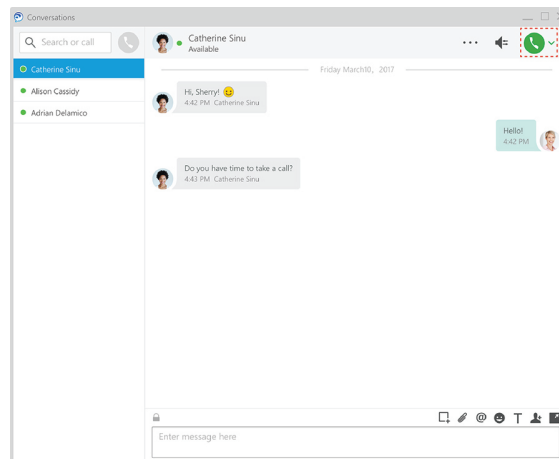 Conversations
Search or call
Catherine Sinu
Available
Catherine Sinu
Alison Cassidy
Adrian Delamico
Friday March10, 2017
Hi, Sherry!
4:42 PM Catherine Sinu
Hello!
4:42 PM
Do you have time to take a call?
4:43 PM Catherine Sinu
Enter message here